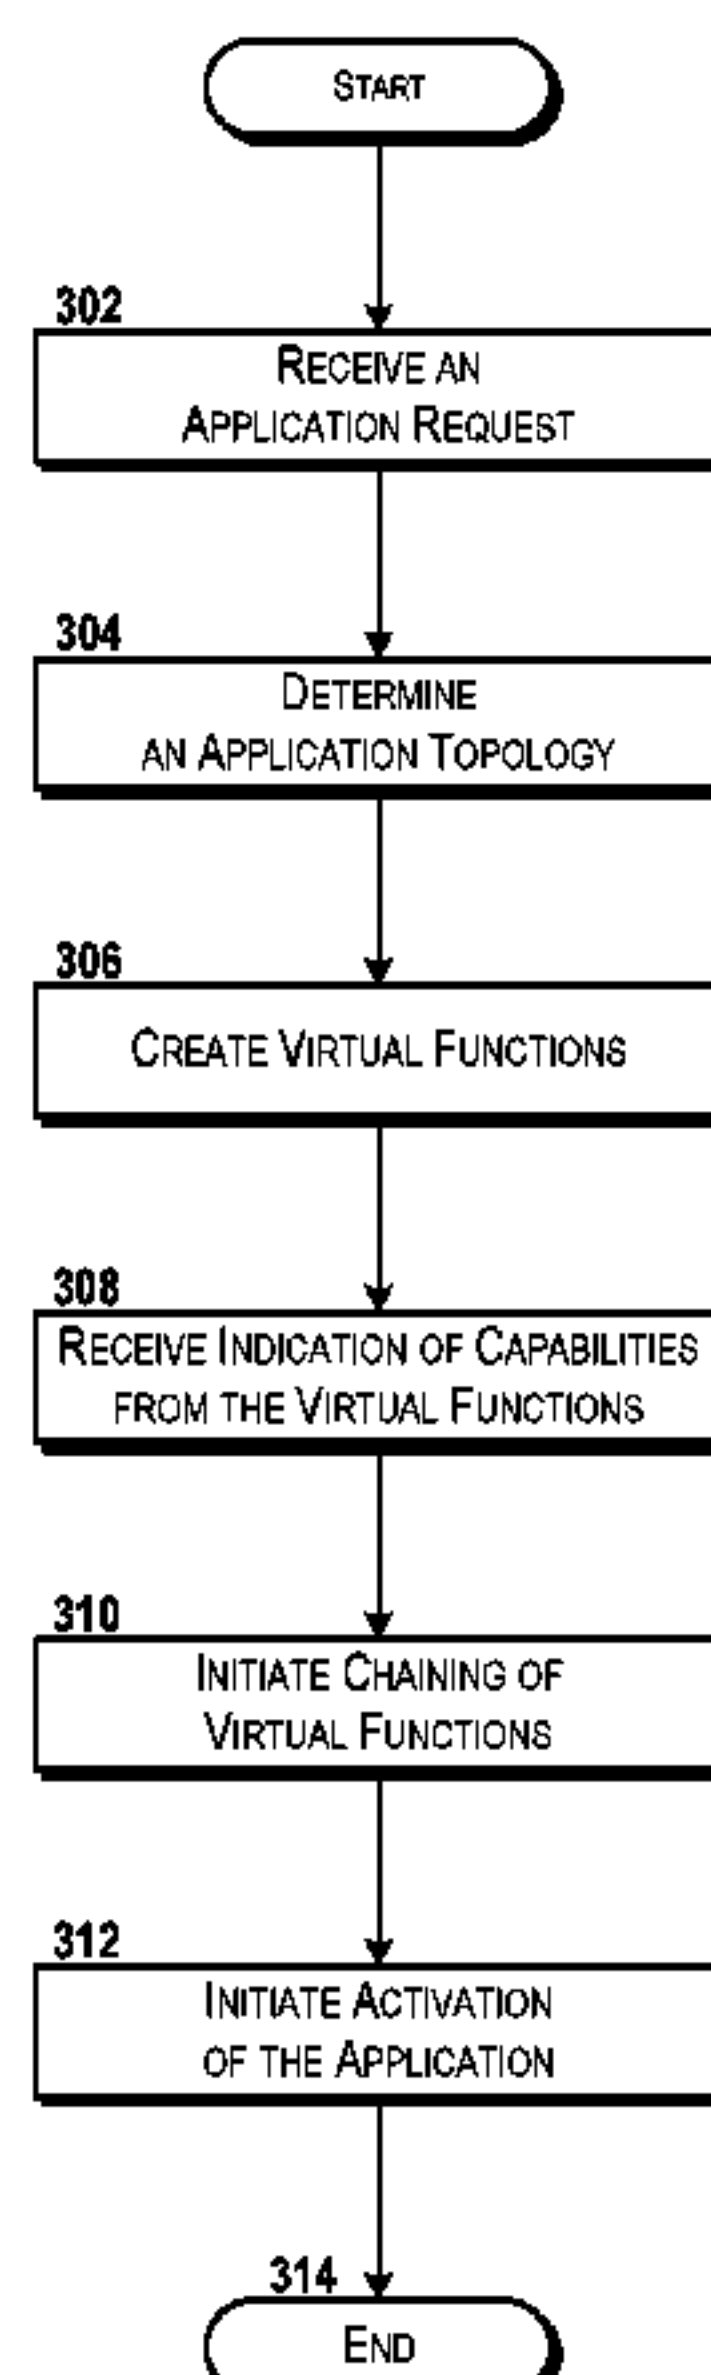 START
302
RECEIVE AN
APPLICATION REQUEST
304
DETERMINE
AN APPLICATION TOPOLOGY
306
CREATE VIRTUAL FUNCTIONS
308
RECEIVE INDICATION OF CAPABILITIES
FROM THE VIRTUAL FUNCTIONS
310
INITIATE CHAINING OF
VIRTUAL FUNCTIONS
312
INITIATE ACTIVATION
OF THE APPLICATION
314
END